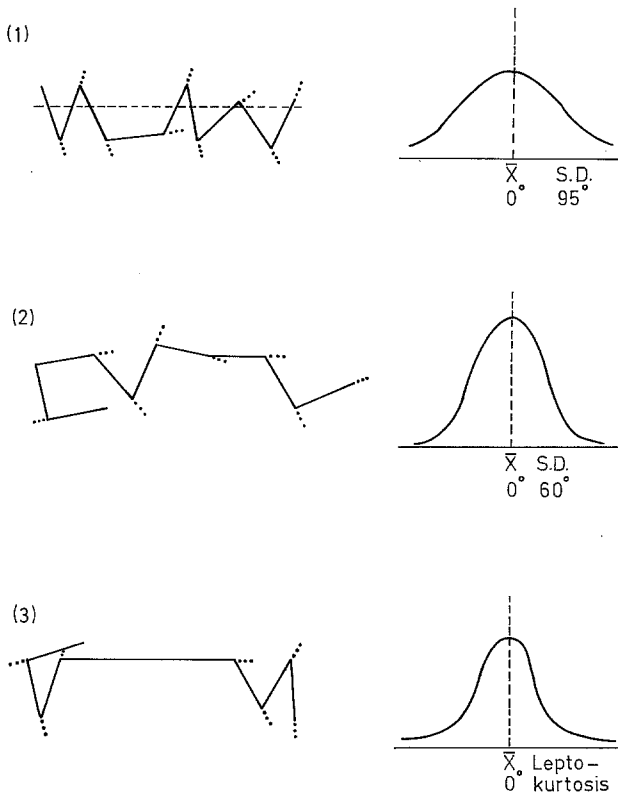 (1)
X̄ S.D.
0° 95°
(2)
X̄ S.D.
0° 60°
(3)
X̄ Lepto-
0° kurtosis